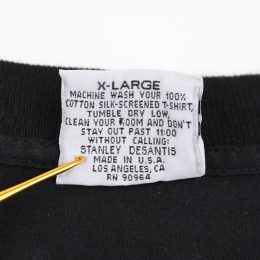 X-LARGE
MACHINE WASH YOUR 100%
COTTON SILK-SCREENED T-SHIRT,
TUMBLE DRY LOW,
CLEAN YOUR ROOM AND DON'T
STAY OUT PAST 11:00
WITHOUT CALLING:
STANLEY DESANTIS
MADE IN U.S.A.
LOS ANGELES, CA
RN 90964